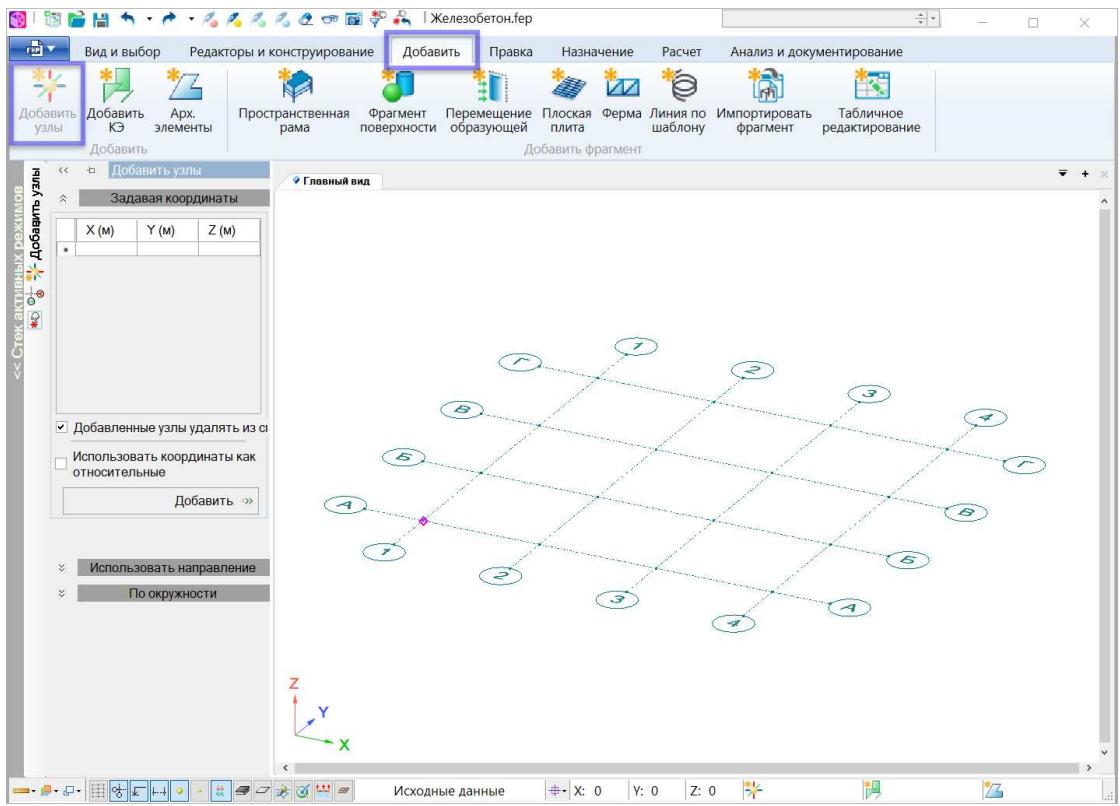 Железобетон.fep
Вид и выбор Редакторы и конструирование Добавить Правка Назначение Расчет Анализ и документирование
Добавить узлы
Добавить КЭ
Арх. элементы
Пространственная рама
Фрагмент поверхности
Перемещение образующей
Плоская плита
Ферма
Линия по шаблону
Импортировать фрагмент
Табличное редактирование
Добавить
Добавить фрагмент
<< Стек активных режимов
Добавить узлы
<< Добавить узлы
Задавая координаты
X (м) Y (м) Z (м)
Добавленные узлы удалять из сп
Использовать координаты как
относительные
Добавить
Использовать направление
По окружности
Главный вид
1
Г
2
3
В
4
Б
Г
А
В
1
Б
2
3
А
4
Z
Y
X
Исходные данные X: 0 Y: 0 Z: 0